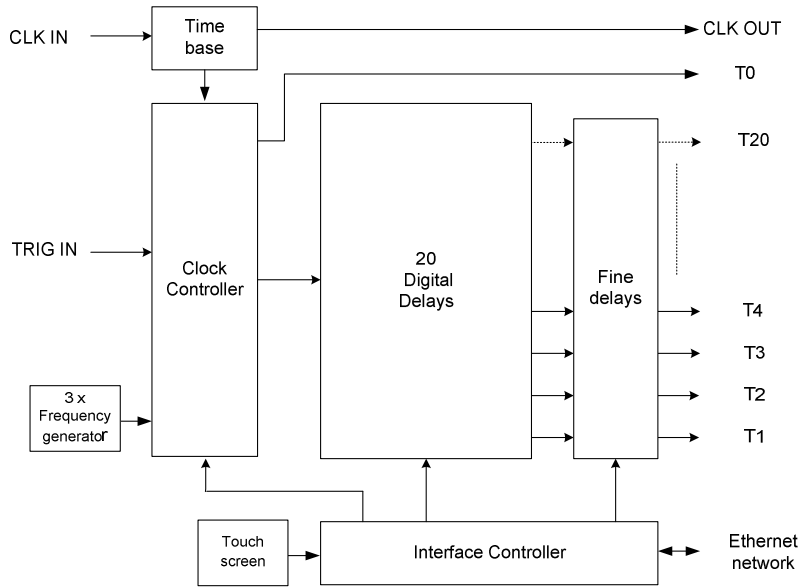 CLK IN
Time
base
CLK OUT
T0
T20
TRIG IN
Clock
Controller
20
Digital
Delays
Fine
delays
T4
T3
T2
T1
3 x
Frequency
generator
Touch
screen
Interface Controller
Ethernet
network